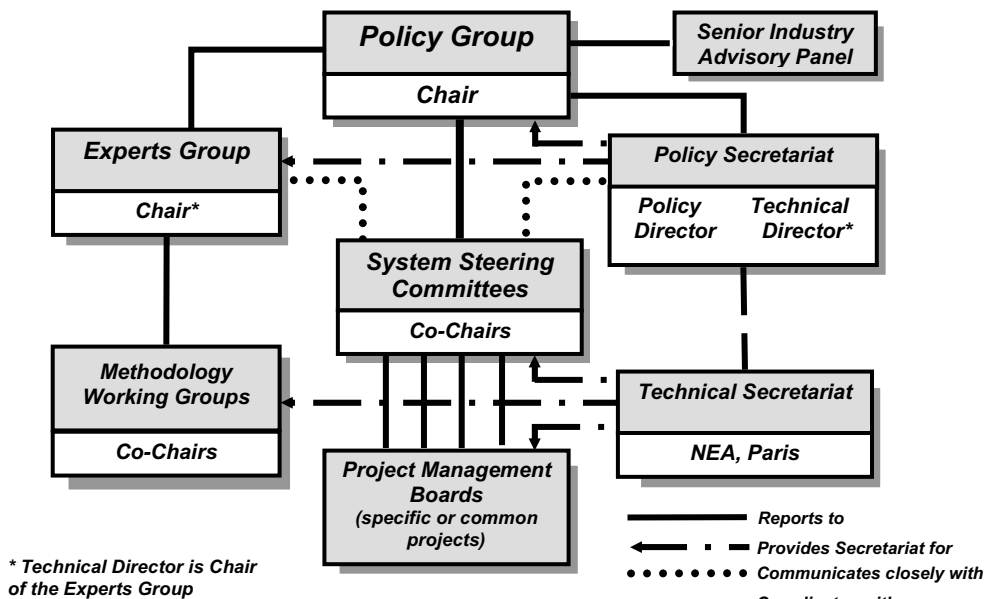 Policy Group
Chair
Senior Industry
Advisory Panel
Experts Group
Chair*
Policy Secretariat
Policy
Director
Technical
Director*
System Steering
Committees
Co-Chairs
Methodology
Working Groups
Co-Chairs
Technical Secretariat
NEA, Paris
Project Management
Boards
(specific or common
projects)
Reports to
Provides Secretariat for
Communicates closely with
* Technical Director is Chair
of the Experts Group